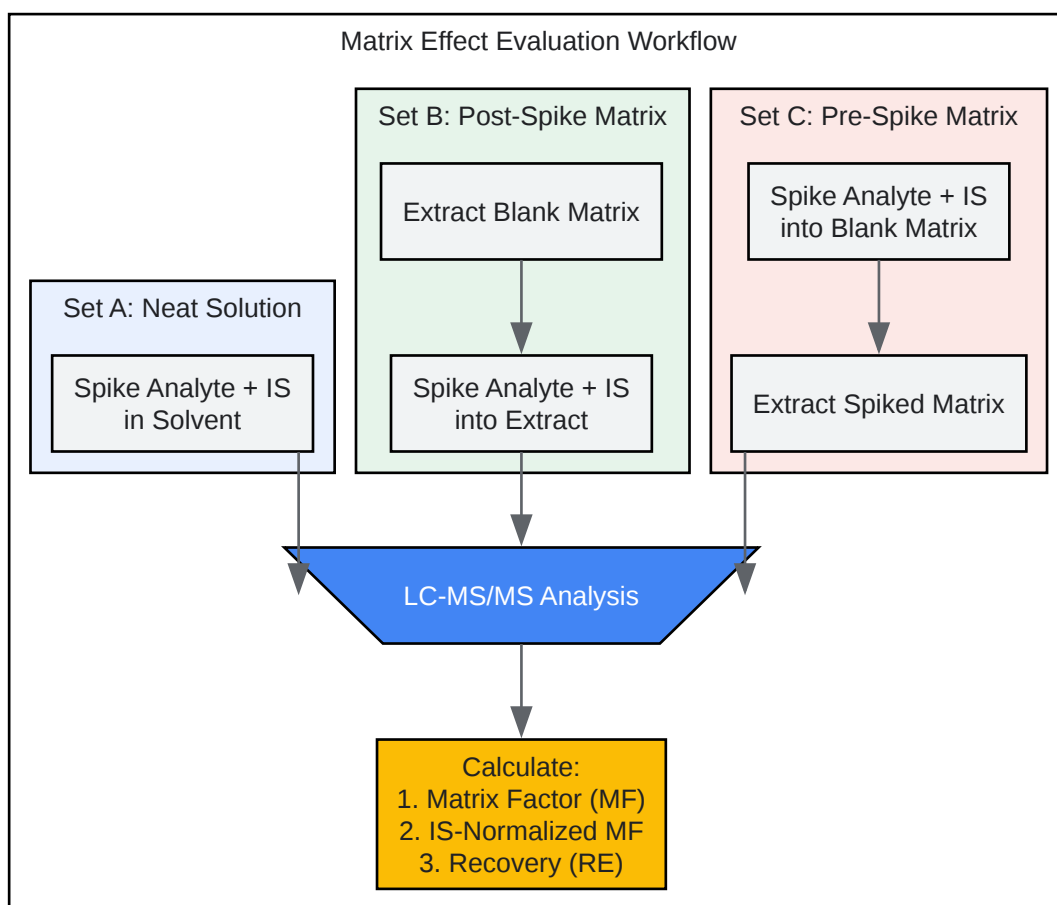 Matrix Effect Evaluation Workflow
Set A: Neat Solution
Spike Analyte + IS
in Solvent
Set B: Post-Spike Matrix
Extract Blank Matrix
Spike Analyte + IS
into Extract
Set C: Pre-Spike Matrix
Spike Analyte + IS
into Blank Matrix
Extract Spiked Matrix
LC-MS/MS Analysis
Calculate:
1. Matrix Factor (MF)
2. IS-Normalized MF
3. Recovery (RE)